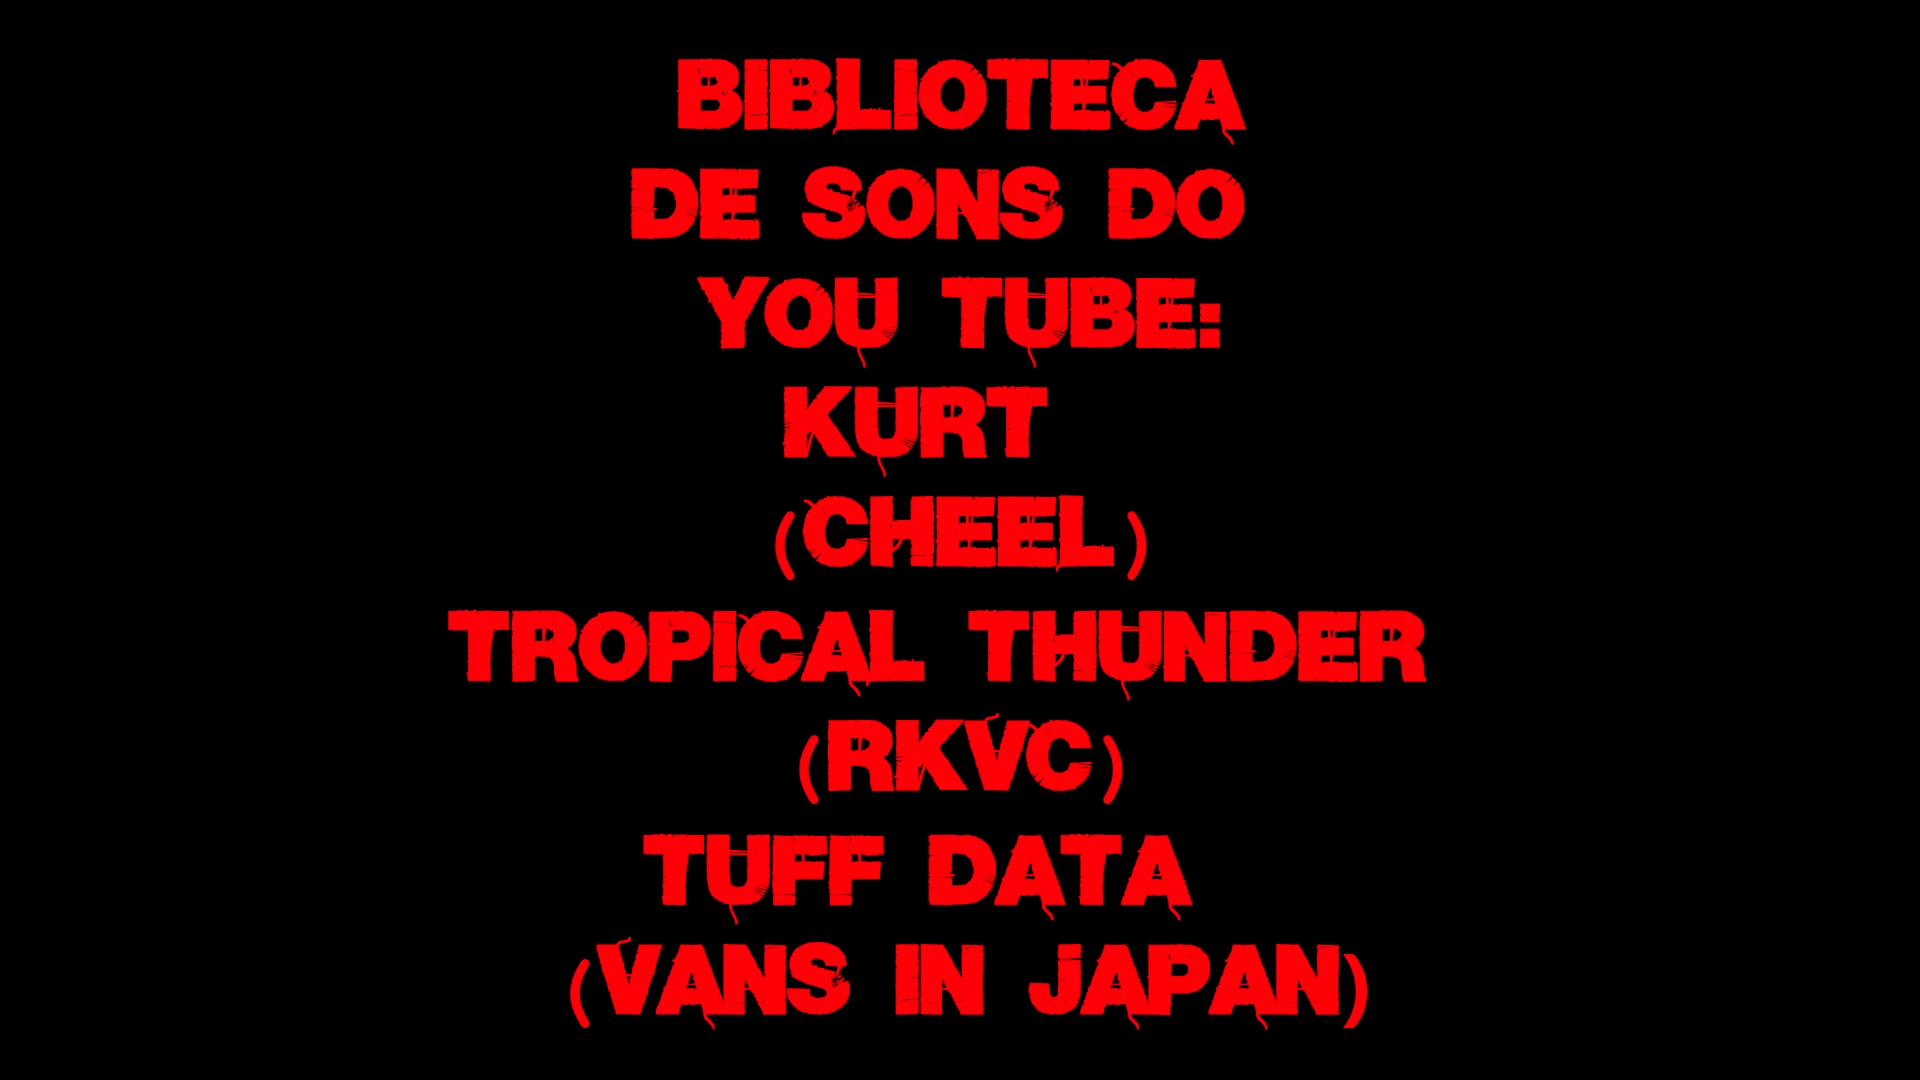 BIBLIOTECA
DE SONS DO
YOU TUBE:
KURT
(CHEEL)
TROPICAL THUNDER
(RKVC)
TUFF DATA
(VANS IN JAPAN)